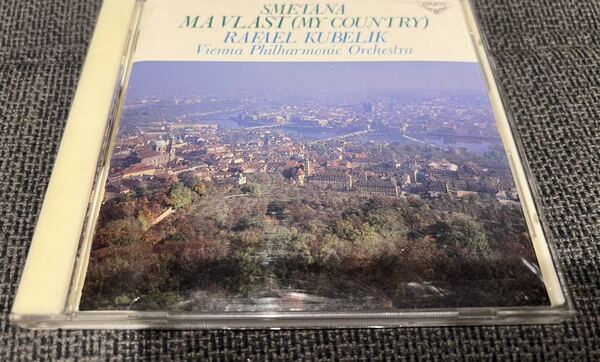 SMETANA
MA VLAST (MY COUNTRY)
RAFAEL KUBELIK
Vienna Philharmonic Orchestra